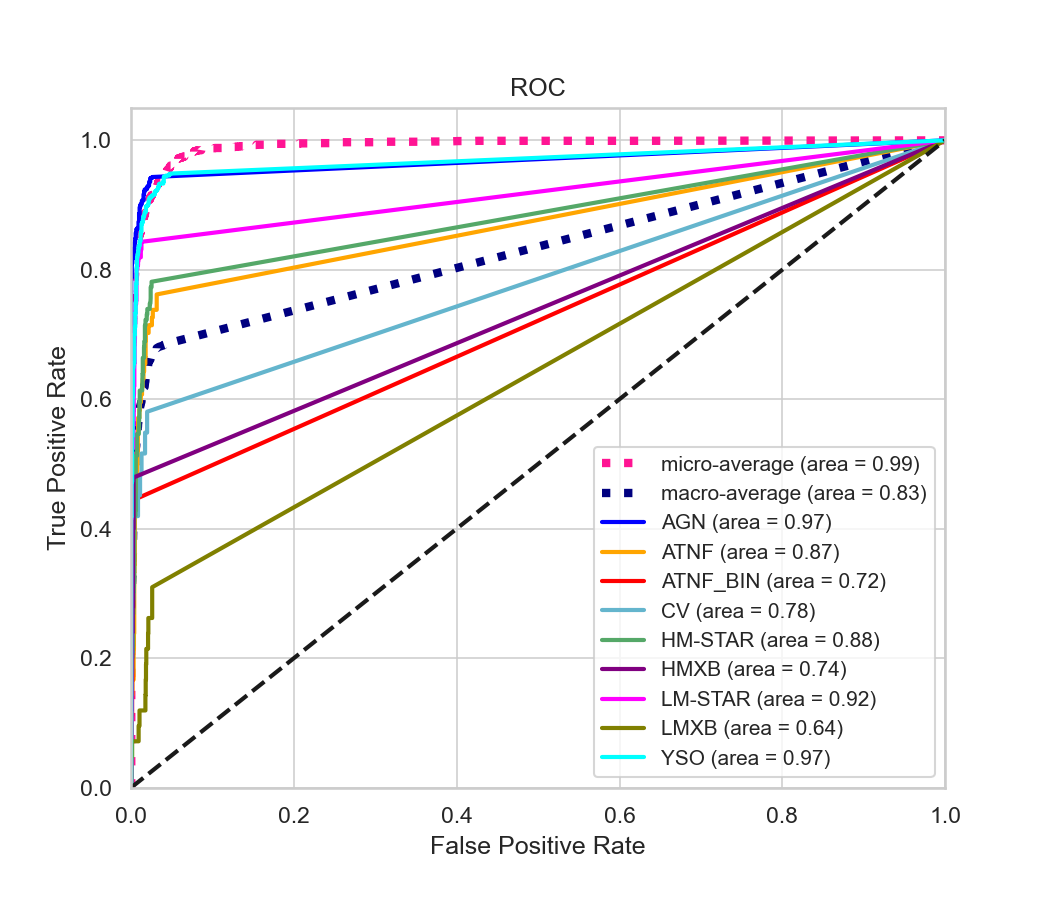 ROC
True Positive Rate
1.0
0.8
0.6
0.4
0.2
0.0
micro-average (area = 0.99)
macro-average (area = 0.83)
AGN (area = 0.97)
ATNF (area = 0.87)
ATNF_BIN (area = 0.72)
CV (area = 0.78)
HM-STAR (area = 0.88)
HMXB (area = 0.74)
LM-STAR (area = 0.92)
LMXB (area = 0.64)
YSO (area = 0.97)
0.0 0.2 0.4 0.6 0.8 1.0
False Positive Rate